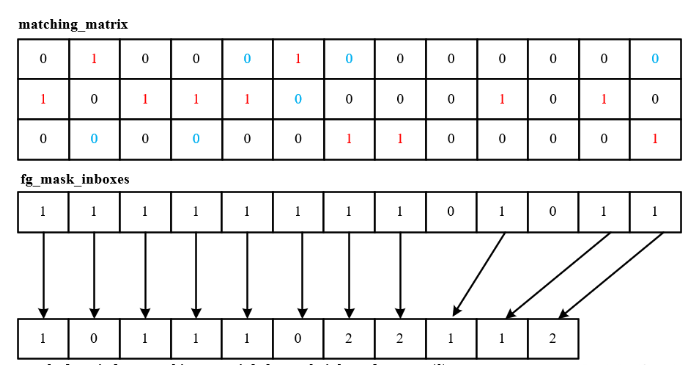 matching_matrix
0 1 0 0 0 1 0 0 0 0 0 0 0
1 0 1 1 1 0 0 0 0 1 0 1 0
0 0 0 0 0 0 1 1 0 0 0 0 1
fg_mask_inboxes
1 1 1 1 1 1 1 1 0 1 0 1 1
1 0 1 1 1 0 2 2 1 1 2